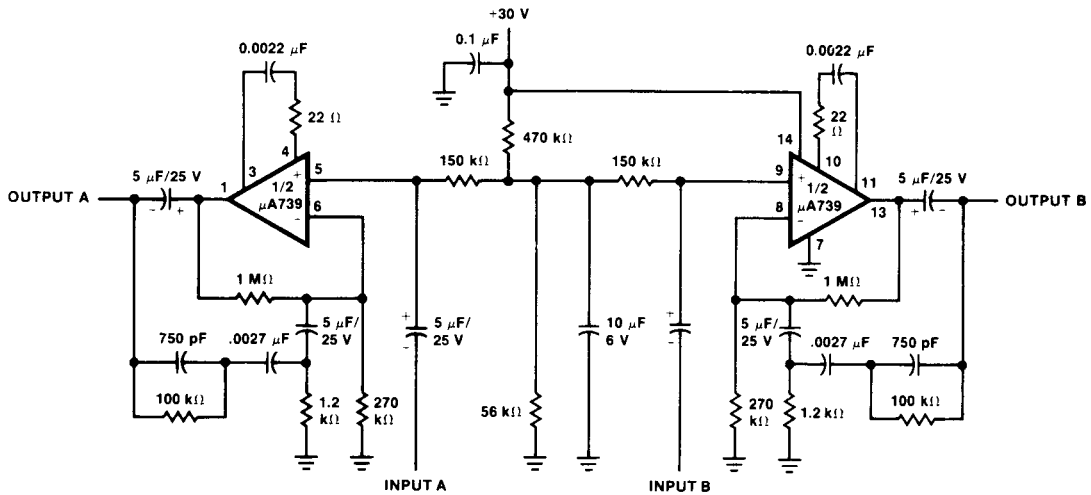 +30 V
0.1 μF
0.0022 μF
0.0022 μF
22 Ω
470 kΩ
22
Ω
14
4
10
3
5 μF/25 V
150 kΩ
150 kΩ
5
9
11
5 μF/25 V
OUTPUT A
1
+
1/2
μA739
-
+
1/2
μA739
-
13
OUTPUT B
- +
6
8
+ -
7
1 MΩ
1 MΩ
5 μF/
25 V
+
5 μF/
25 V
-
10 μF
6 V
+
-
5 μF/
25 V
750 pF
.0027 μF
.0027 μF
750 pF
100 kΩ
1.2
kΩ
270
kΩ
56 kΩ
270
kΩ
1.2 kΩ
100 kΩ
INPUT A
INPUT B